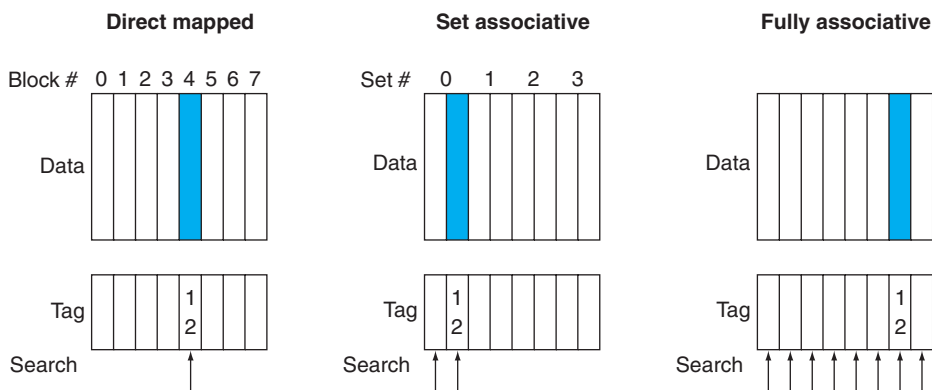 Direct mapped
Set associative
Fully associative
Block # 0 1 2 3 4 5 6 7
Set # 0 1 2 3
Data
Data
Data
Tag 1 2
Tag 1 2
Tag 1 2
Search
Search
Search